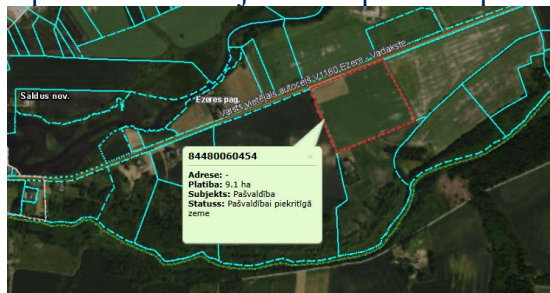 Valsts vietējais autoceļš V1160 Ezere - Vadakste
Saldus nov.
Ezeres pag.
84480060454
Adrese: -
Platība: 9.1 ha
Subjekts: Pašvaldība
Statuss: Pašvaldībai piekritīgā
zeme